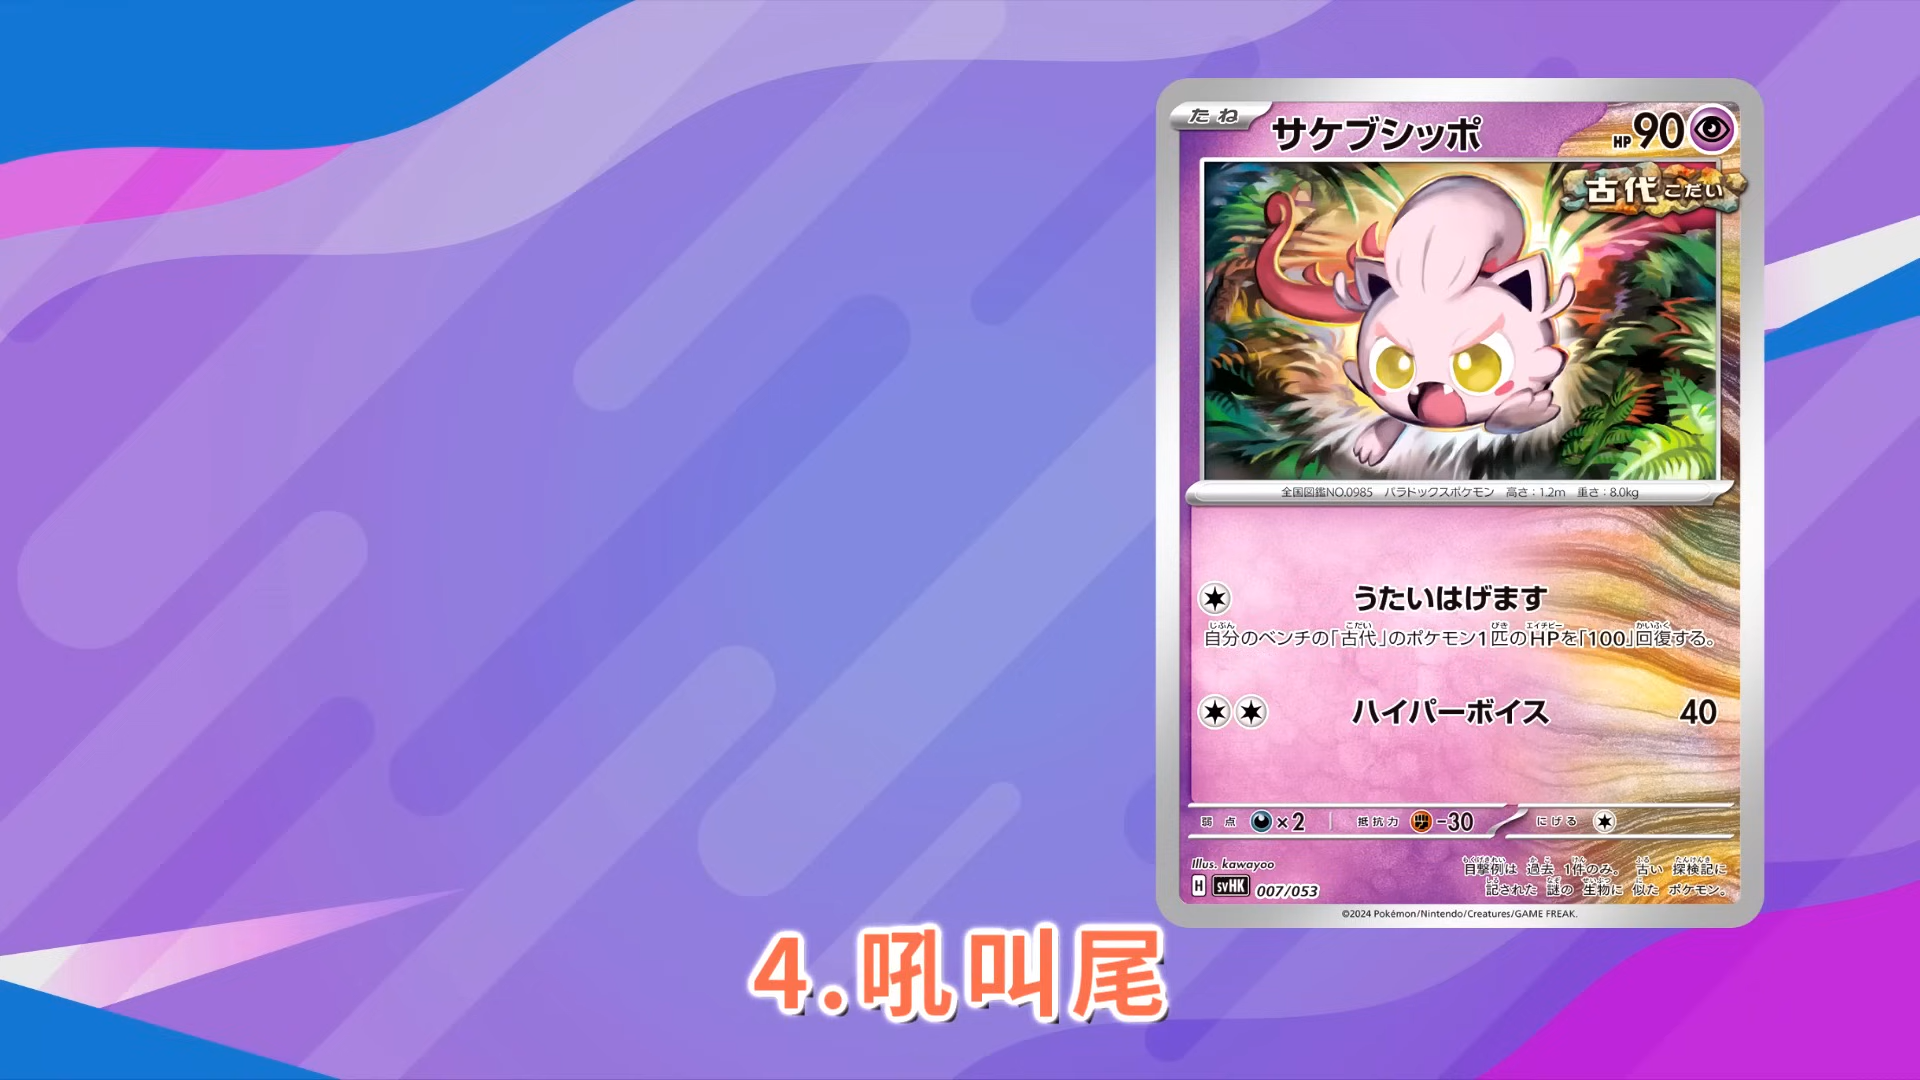 たね
サケブシッポ
HP90
古代こだい
全国図鑑NO.0985 パラドックスポケモン 高さ:1.2m 重さ:8.0kg
うたいはげます
自分のベンチの「古代」のポケモン1匹のHPを「100」回復する。
ハイパーボイス 40
弱点 ×2 抵抗力 -30 にげる
Illus. kawayoo
H svHK 007/053
目撃例は 過去 1件のみ。 古い 探検記に
記された 謎の 生物に 似た ポケモン。
©2024 Pokémon/Nintendo/Creatures/GAME FREAK.
4.吼叫尾